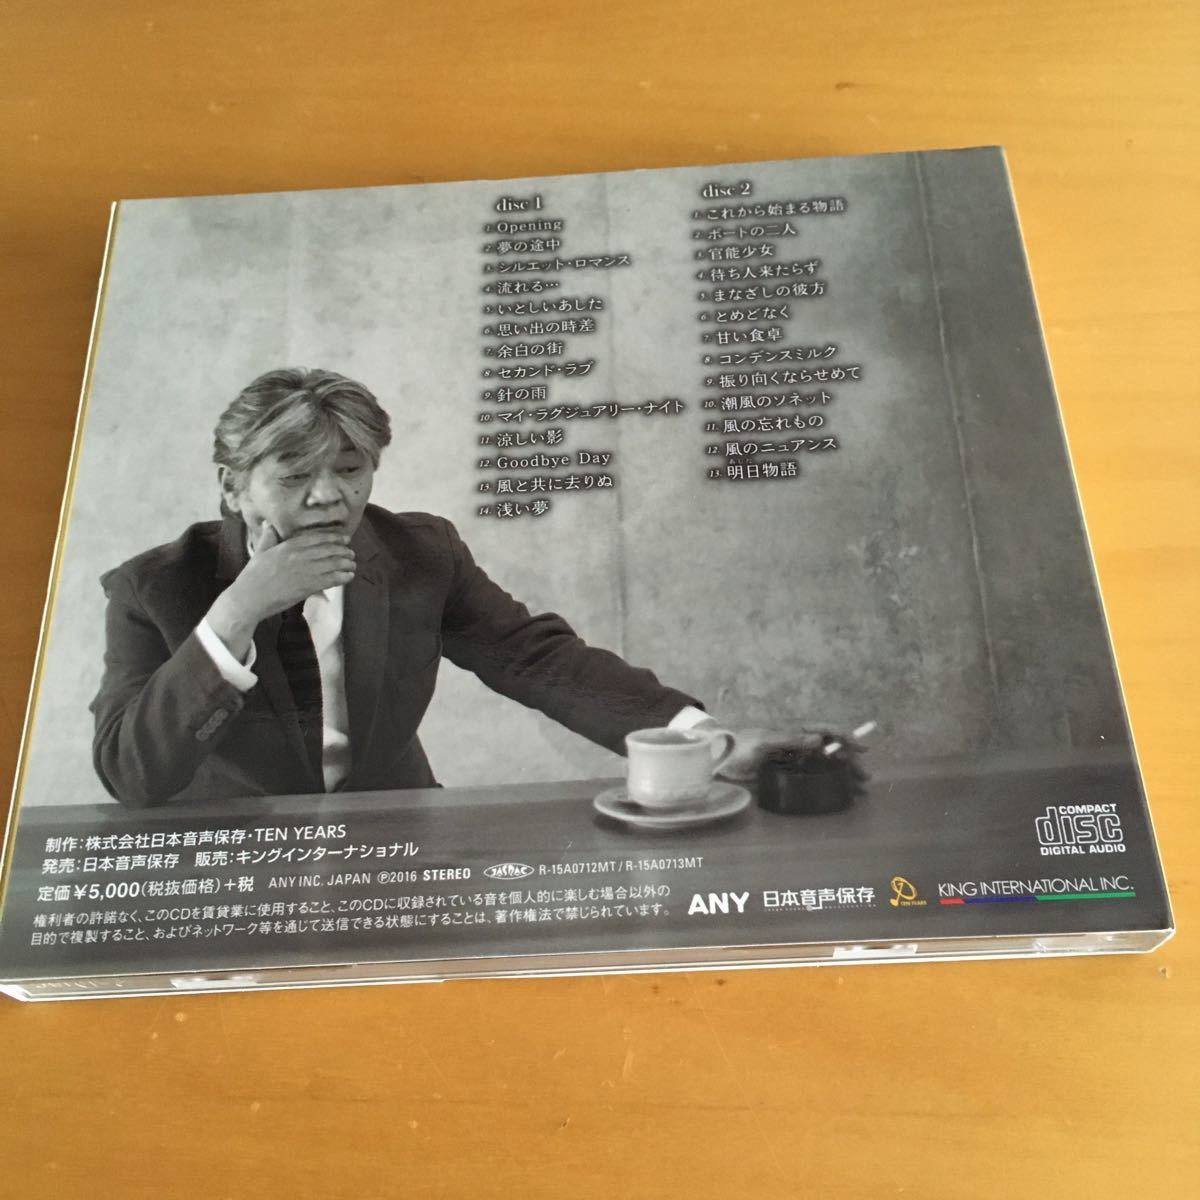 disc 1
1. Opening
2. 夢の途中
3. シルエット・ロマンス
4. 流れる…
5. いとしいあした
6. 思い出の時差
7. 余白の街
8. セカンド・ラブ
9. 針の雨
10. マイ・ラグジュアリー・ナイト
11. 涼しい影
12. Goodbye Day
13. 風と共に去りぬ
14. 浅い夢
disc 2
1. これから始まる物語
2. ボートの二人
3. 官能少女
4. 待ち人来たらず
5. まなざしの彼方
6. とめどなく
7. 甘い食卓
8. コンデンスミルク
9. 振り向くならせめて
10. 潮風のソネット
11. 風の忘れもの
12. 風のニュアンス
あした
13. 明日物語
制作:株式会社日本音声保存・TEN YEARS
発売:日本音声保存 販売:キングインターナショナル
定価¥5,000(税抜価格)+税 ANY INC. JAPAN Ⓟ2016 STEREO JASRAC R-15A0712MT / R-15A0713MT
権利者の許諾なく、このCDを賃貸業に使用すること、このCDに収録されている音を個人的に楽しむ場合以外の
目的で複製すること、およびネットワーク等を通じて送信できる状態にすることは、著作権法で禁じられています。
ANY 日本音声保存 TEN YEARS KING INTERNATIONAL INC.
COMPACT
disc
DIGITAL AUDIO